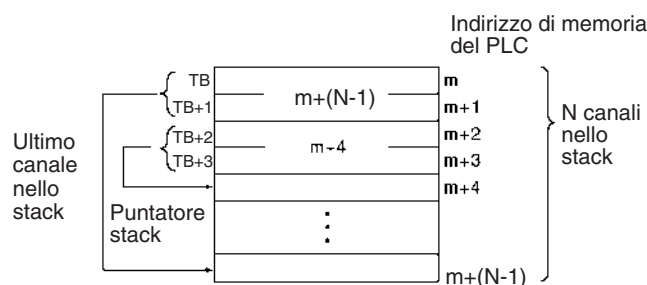 Indirizzo di memoria
del PLC
TB
TB+1
TB+2
TB+3
m+(N-1)
m-4
m
m+1
m+2
m+3
m+4
m+(N-1)
Ultimo
canale
nello
stack
Puntatore
stack
N canali
nello
stack